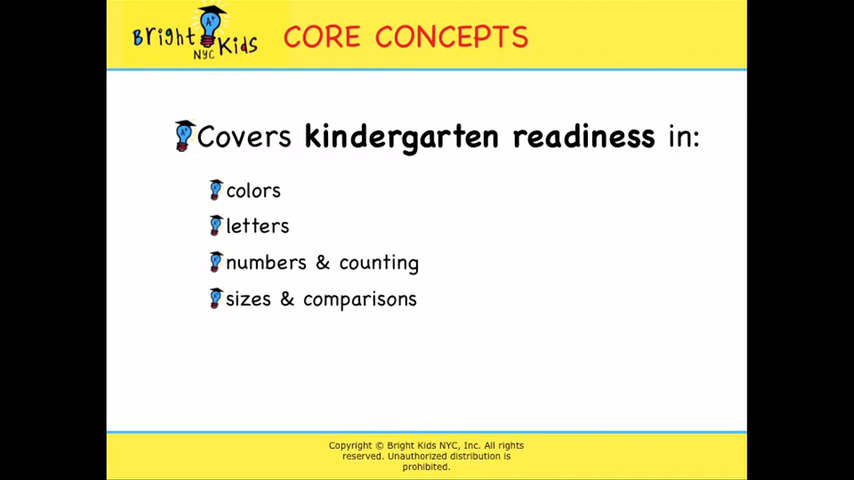 Bright Kids NYC
A+
CORE CONCEPTS
Covers kindergarten readiness in:
colors
letters
numbers & counting
sizes & comparisons
Copyright © Bright Kids NYC, Inc. All rights
reserved. Unauthorized distribution is
prohibited.